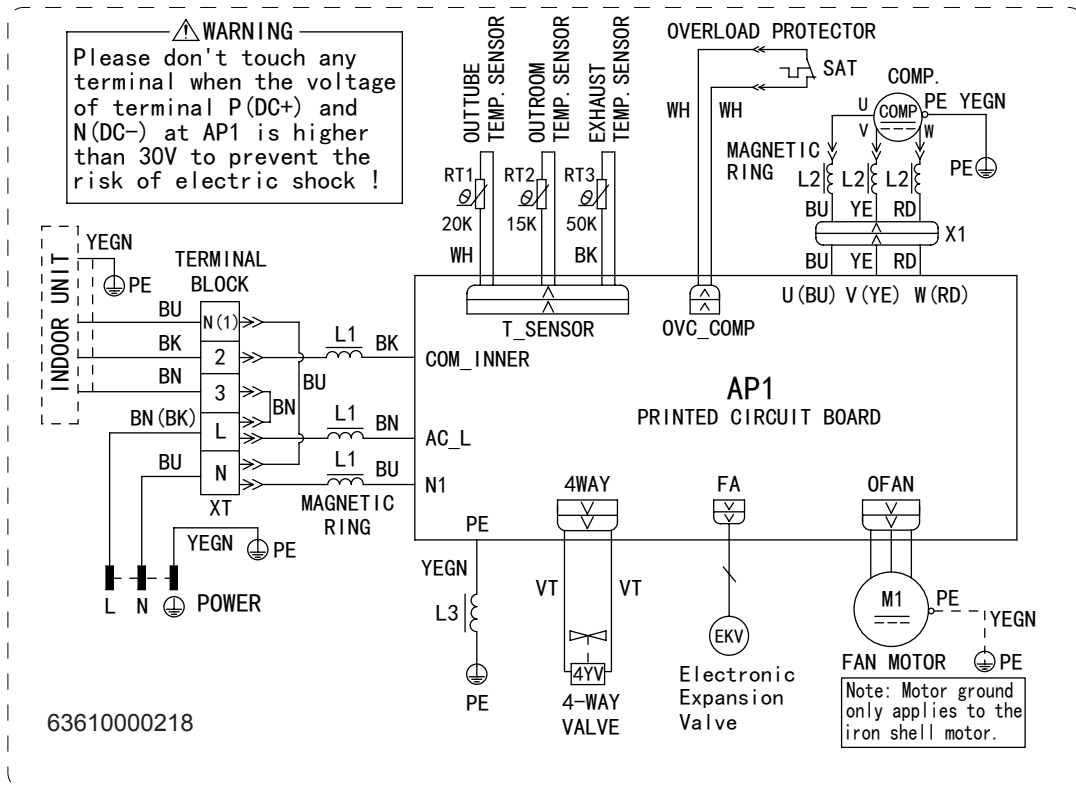 WARNING
Please don't touch any
terminal when the voltage
of terminal P(DC+) and
N(DC-) at AP1 is higher
than 30V to prevent the
risk of electric shock !
OUTTUBE
TEMP. SENSOR
OUTROOM
TEMP. SENSOR
EXHAUST
TEMP. SENSOR
RT1
θ
20K
RT2
θ
15K
RT3
θ
50K
WH
BK
T_SENSOR
OVERLOAD PROTECTOR
SAT
WH
WH
OVC_COMP
COMP.
U
COMP
PE YEGN
V
W
PE
MAGNETIC
RING
L2
L2
L2
BU
YE
RD
X1
BU
YE
RD
U(BU)
V(YE)
W(RD)
INDOOR UNIT
YEGN
PE
TERMINAL
BLOCK
BU
N(1)
BK
2
L1
BK
COM_INNER
BU
BN
3
BN
BN(BK)
L
L1
BN
AC_L
BU
N
L1
BU
N1
XT
MAGNETIC
RING
YEGN
PE
L
N
POWER
AP1
PRINTED CIRCUIT BOARD
PE
YEGN
L3
PE
4WAY
VT
VT
4YV
4-WAY
VALVE
FA
EKV
Electronic
Expansion
Valve
OFAN
M1
PE
YEGN
PE
FAN MOTOR
Note: Motor ground
only applies to the
iron shell motor.
63610000218